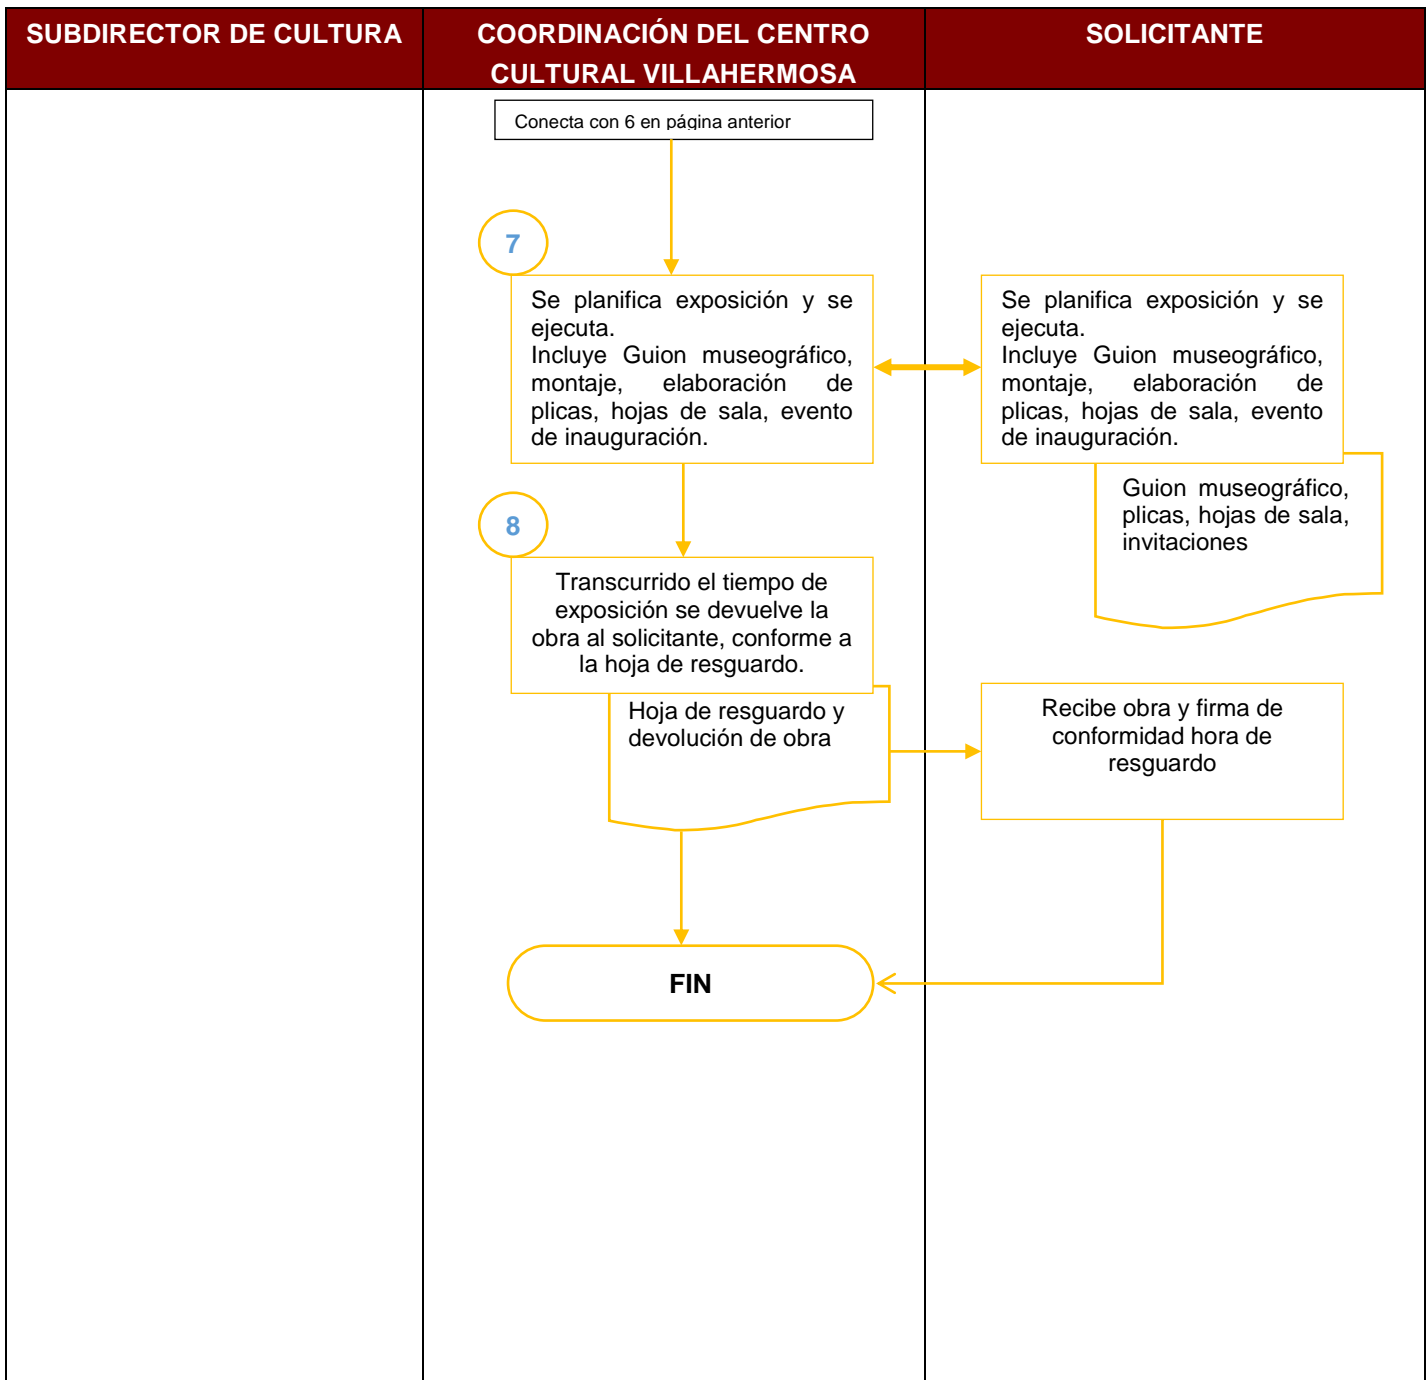 SUBDIRECTOR DE CULTURA
COORDINACIÓN DEL CENTRO
CULTURAL VILLAHERMOSA
SOLICITANTE
Conecta con 6 en página anterior
7
Se planifica exposición y se
ejecuta.
Incluye Guion museográfico,
montaje, elaboración de
plicas, hojas de sala, evento
de inauguración.
Se planifica exposición y se
ejecuta.
Incluye Guion museográfico,
montaje, elaboración de
plicas, hojas de sala, evento
de inauguración.
Guion museográfico,
plicas, hojas de sala,
invitaciones
8
Transcurrido el tiempo de
exposición se devuelve la
obra al solicitante, conforme a
la hoja de resguardo.
Hoja de resguardo y
devolución de obra
Recibe obra y firma de
conformidad hora de
resguardo
FIN